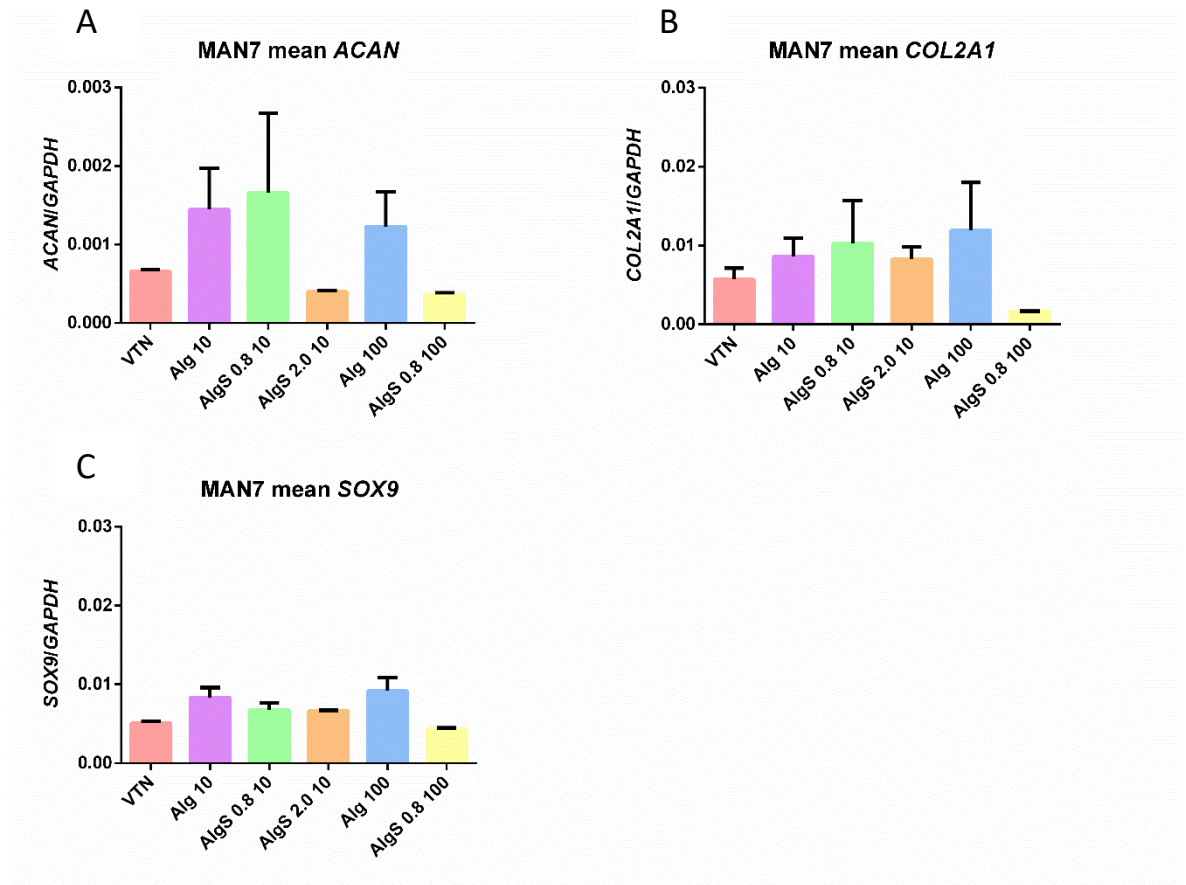 A
MAN7 mean ACAN
ACAN/GAPDH
0.003
0.002
0.001
0.000
VTN
Alg 10
AlgS 0.8 10
AlgS 2.0 10
Alg 100
AlgS 0.8 100
B
MAN7 mean COL2A1
COL2A1/GAPDH
0.03
0.02
0.01
0.00
VTN
Alg 10
AlgS 0.8 10
AlgS 2.0 10
Alg 100
AlgS 0.8 100
C
MAN7 mean SOX9
SOX9/GAPDH
0.03
0.02
0.01
0.00
VTN
Alg 10
AlgS 0.8 10
AlgS 2.0 10
Alg 100
AlgS 0.8 100